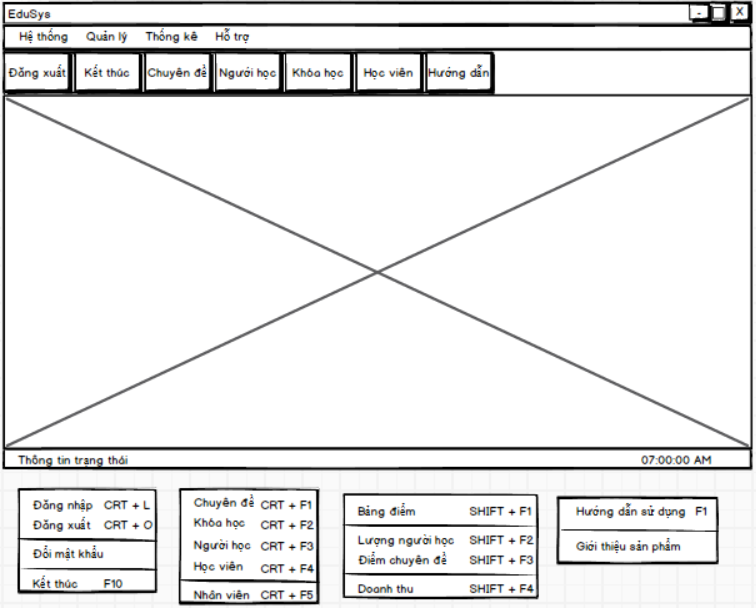 EduSys - X
Hệ thống Quản lý Thống kê Hỗ trợ
Đăng xuất Kết thúc Chuyên đề Người học Khóa học Học viên Hướng dẫn
Thông tin trạng thái 07:00:00 AM
Đăng nhập CRT + L
Đăng xuất CRT + O
Đổi mật khẩu
Kết thúc F10
Chuyên đề CRT + F1
Khóa học CRT + F2
Người học CRT + F3
Học viên CRT + F4
Nhân viên CRT + F5
Bảng điểm SHIFT + F1
Lượng người học SHIFT + F2
Điểm chuyên đề SHIFT + F3
Doanh thu SHIFT + F4
Hướng dẫn sử dụng F1
Giới thiệu sản phẩm